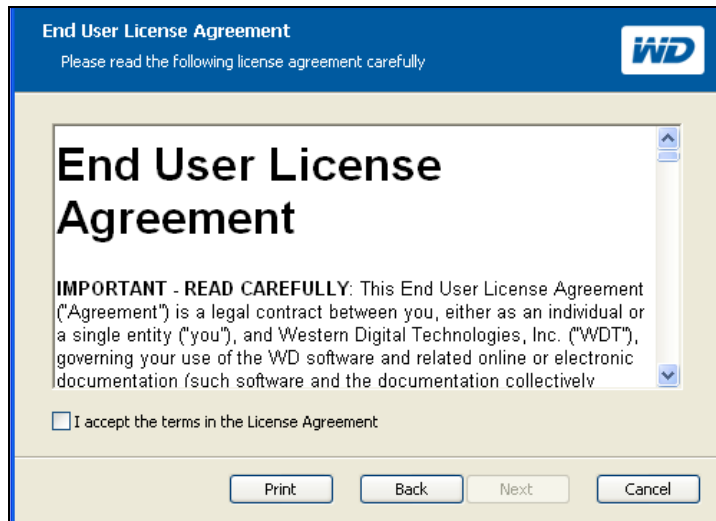 End User License Agreement
Please read the following license agreement carefully
WD
End User License
Agreement
IMPORTANT - READ CAREFULLY: This End User License Agreement
("Agreement") is a legal contract between you, either as an individual or
a single entity ("you"), and Western Digital Technologies, Inc. ("WDT"),
governing your use of the WD software and related online or electronic
documentation (such software and the documentation collectively
I accept the terms in the License Agreement
Print Back Next Cancel